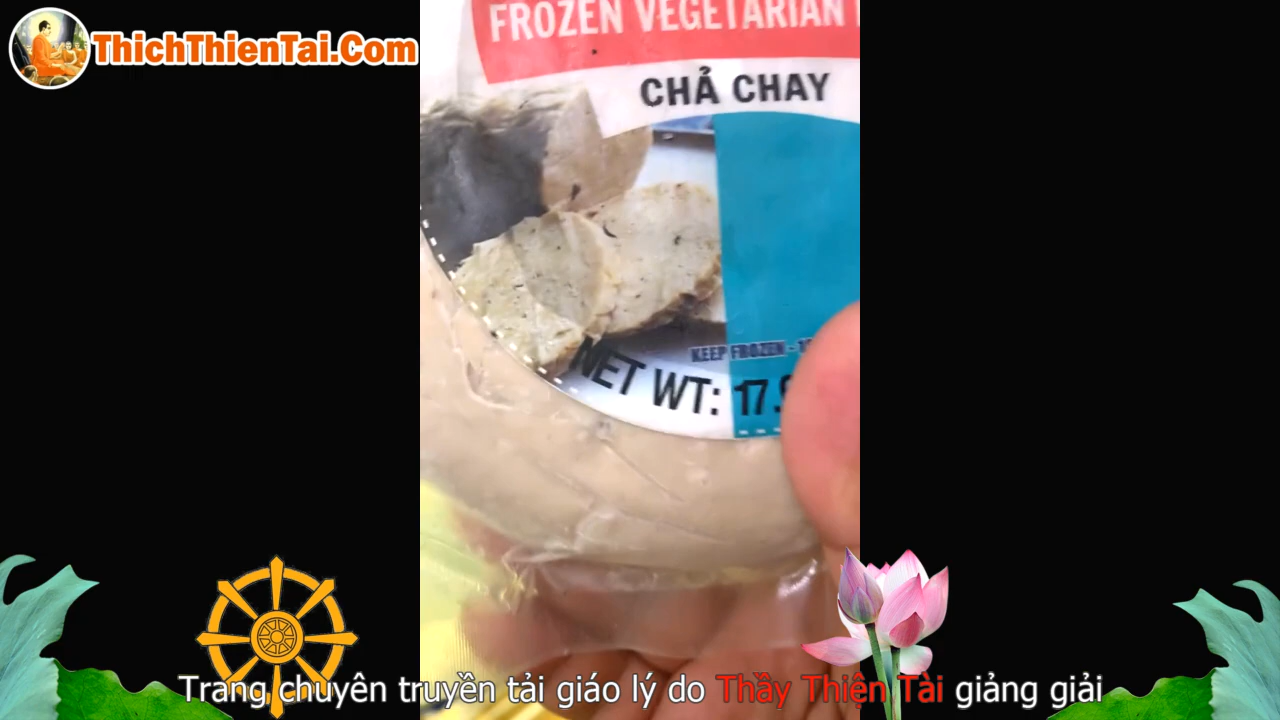 ThichThienTai.Com
FROZEN VEGETARIAN
CHẢ CHAY
KEEP FROZEN
NET WT: 17.
Trang chuyên truyền tải giáo lý do Thầy Thiện Tài giảng giải